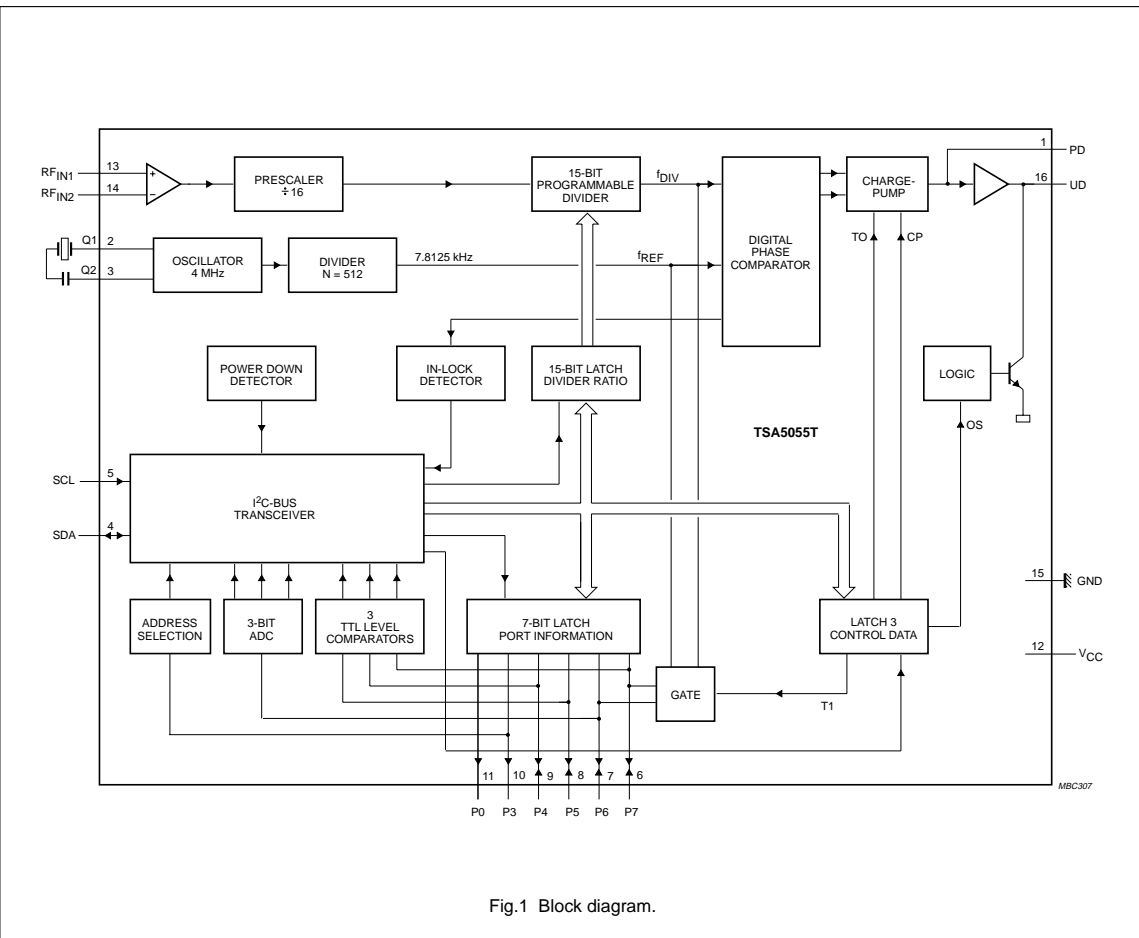 1
PD
RF_IN1
13
+
PRESCALER
÷ 16
15-BIT
PROGRAMMABLE
DIVIDER
f_DIV
CHARGE-
PUMP
16
UD
RF_IN2
14
−
Q1
2
Q2
3
OSCILLATOR
4 MHz
DIVIDER
N = 512
7.8125 kHz
f_REF
DIGITAL
PHASE
COMPARATOR
TO
CP
POWER DOWN
DETECTOR
IN-LOCK
DETECTOR
15-BIT LATCH
DIVIDER RATIO
LOGIC
TSA5055T
OS
SCL
5
I²C-BUS
TRANSCEIVER
SDA
4
15
GND
ADDRESS
SELECTION
3-BIT
ADC
3
TTL LEVEL
COMPARATORS
7-BIT LATCH
PORT INFORMATION
LATCH 3
CONTROL DATA
12
V_CC
GATE
T1
11
10
9
8
7
6
P0
P3
P4
P5
P6
P7
MBC307
Fig.1 Block diagram.